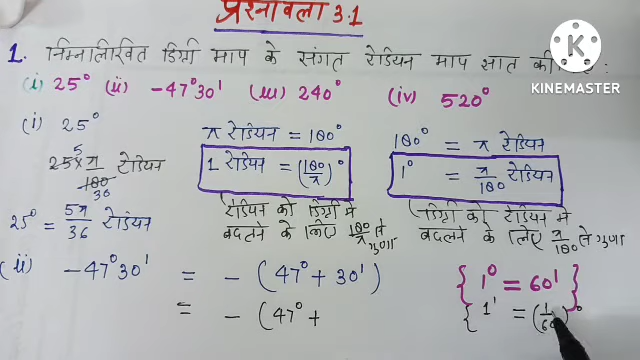 प्रश्नावली 3.1
1. निम्नलिखित डिग्री माप के संगत रेडियन माप ज्ञात की
KINEMASTER
(i) 25° (ii) -47°30' (iii) 240° (iv) 520°
(i) 25°
25 × π/180 रेडियन
5
36
25° = 5π/36 रेडियन
π रेडियन = 180°
1 रेडियन = (180/π)°
रेडियन को डिग्री में
बदलने के लिए 180/π से गुणा
180° = π रेडियन
1° = π/180 रेडियन
डिग्री को रेडियन में
बदलने के लिए π/180 से गुणा
(ii) -47°30' = -(47° + 30')
= -(47° +
{ 1° = 60' }
{ 1' = (1/60)°